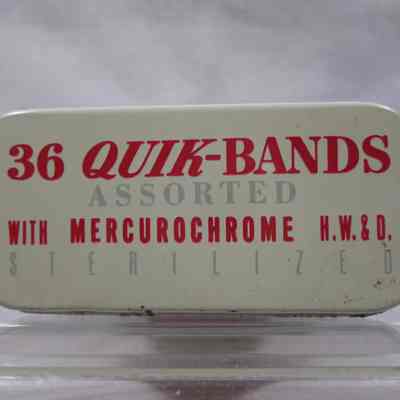 36 QUIK-BANDS
ASSORTED
WITH MERCUROCHROME H.W.&D.
STERILIZED